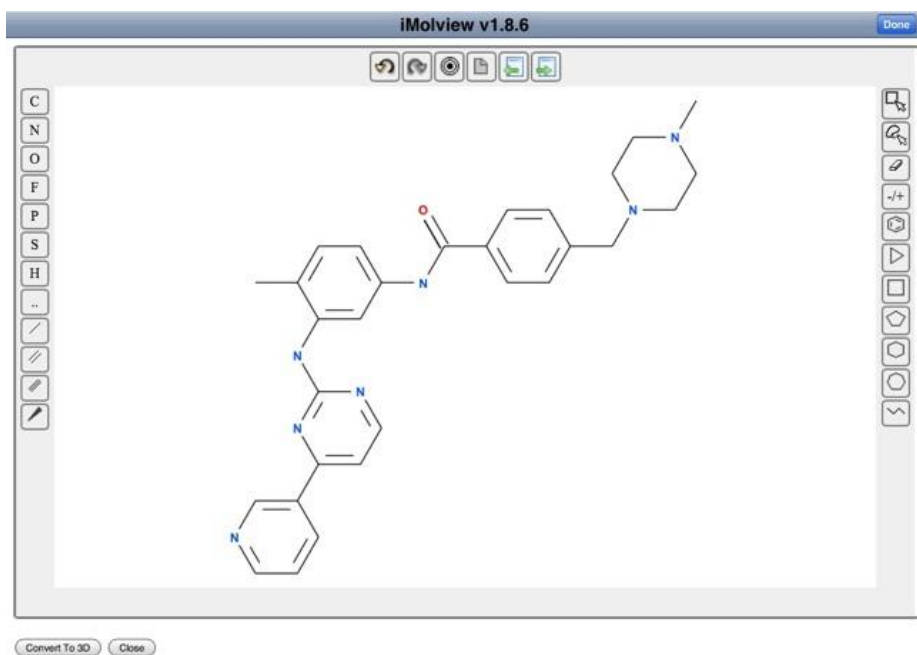 iMolview v1.8.6
Done
C
N
O
F
P
S
H
..
-/+
N
N
O
N
N
N
N
N
Convert To 3D
Close